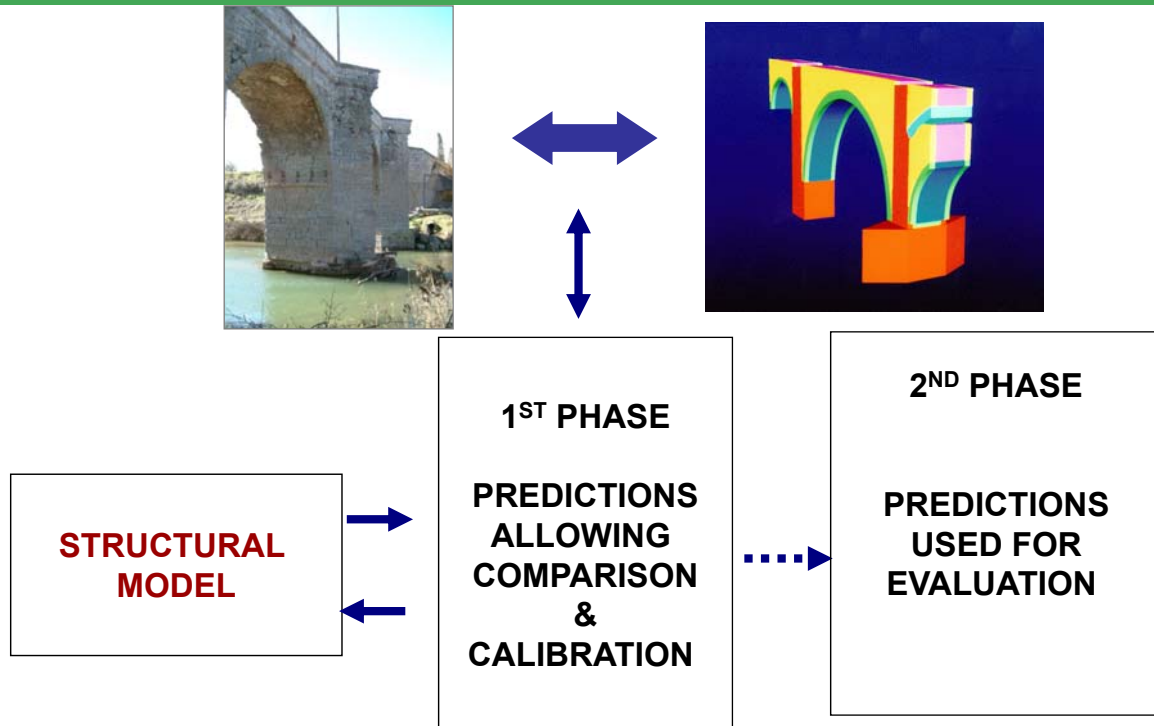 STRUCTURAL
MODEL
1ST PHASE
PREDICTIONS
ALLOWING
COMPARISON
&
CALIBRATION
2ND PHASE
PREDICTIONS
USED FOR
EVALUATION